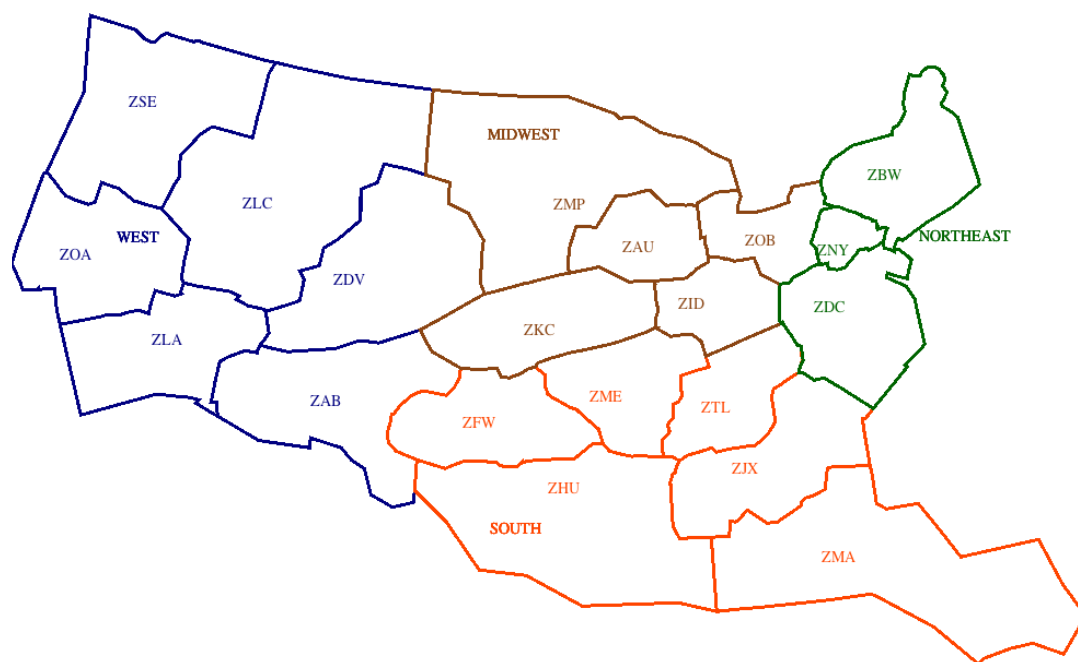 ZSE
MIDWEST
ZBW
ZLC
ZMP
WEST
NORTHEAST
ZOA
ZAU
ZOB
ZNY
ZDV
ZID
ZDC
ZKC
ZLA
ZAB
ZME
ZTL
ZFW
ZJX
ZHU
SOUTH
ZMA